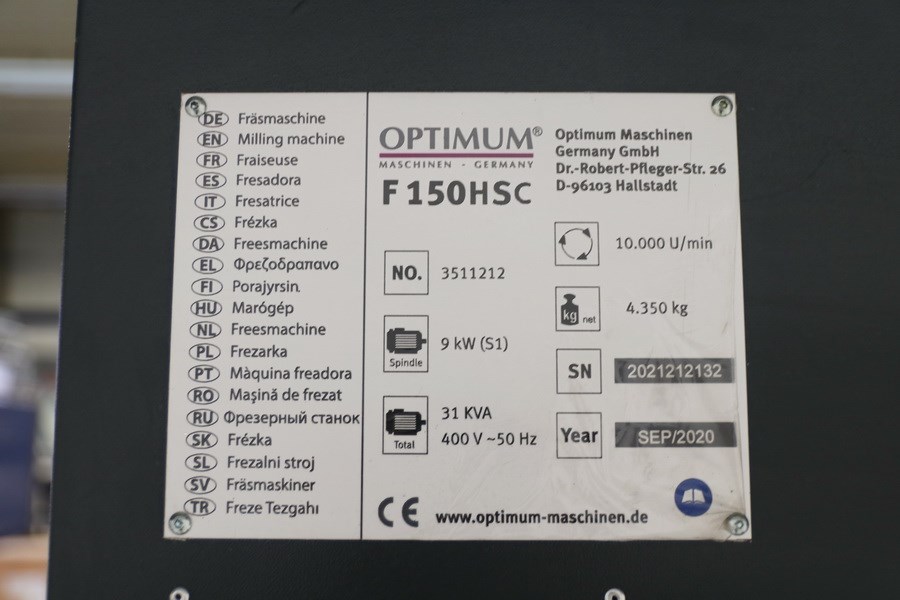 DE Fräsmaschine
EN Milling machine
FR Fraiseuse
ES Fresadora
IT Fresatrice
CS Frézka
DA Freesmachine
EL Φρεζοδραπανο
FI Porajyrsin.
HU Marógép
NL Freesmachine
PL Frezarka
PT Màquina freadora
RO Maşină de frezat
RU Фрезерный станок
SK Frézka
SL Frezalni stroj
SV Fräsmaskiner
TR Freze Tezgahı
OPTIMUM®
MASCHINEN - GERMANY
F 150HSC
Optimum Maschinen
Germany GmbH
Dr.-Robert-Pfleger-Str. 26
D-96103 Hallstadt
NO. 3511212
Spindle 9 kW (S1)
Total 31 KVA
400 V ~50 Hz
10.000 U/min
kg net 4.350 kg
SN 2021212132
Year SEP/2020
CE www.optimum-maschinen.de